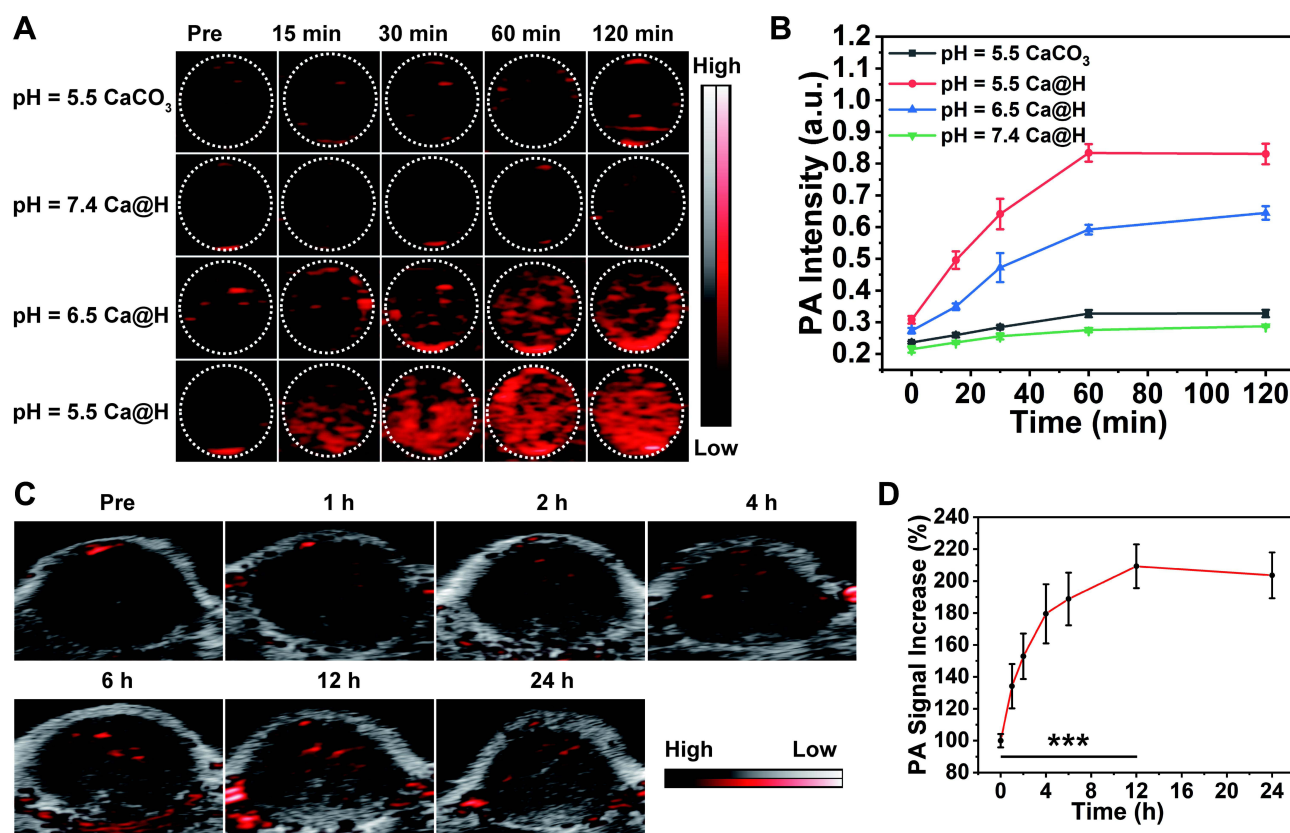 A
Pre 15 min 30 min 60 min 120 min
pH = 5.5 CaCO₃
pH = 7.4 Ca@H
pH = 6.5 Ca@H
pH = 5.5 Ca@H
High
Low
B
PA Intensity (a.u.)
1.2
1.1
1.0
0.9
0.8
0.7
0.6
0.5
0.4
0.3
0.2
pH = 5.5 CaCO₃
pH = 5.5 Ca@H
pH = 6.5 Ca@H
pH = 7.4 Ca@H
0 20 40 60 80 100 120
Time (min)
C
Pre 1 h 2 h 4 h
6 h 12 h 24 h
High Low
D
PA Signal Increase (%)
240
220
200
180
160
140
120
100
80
***
0 4 8 12 16 20 24
Time (h)